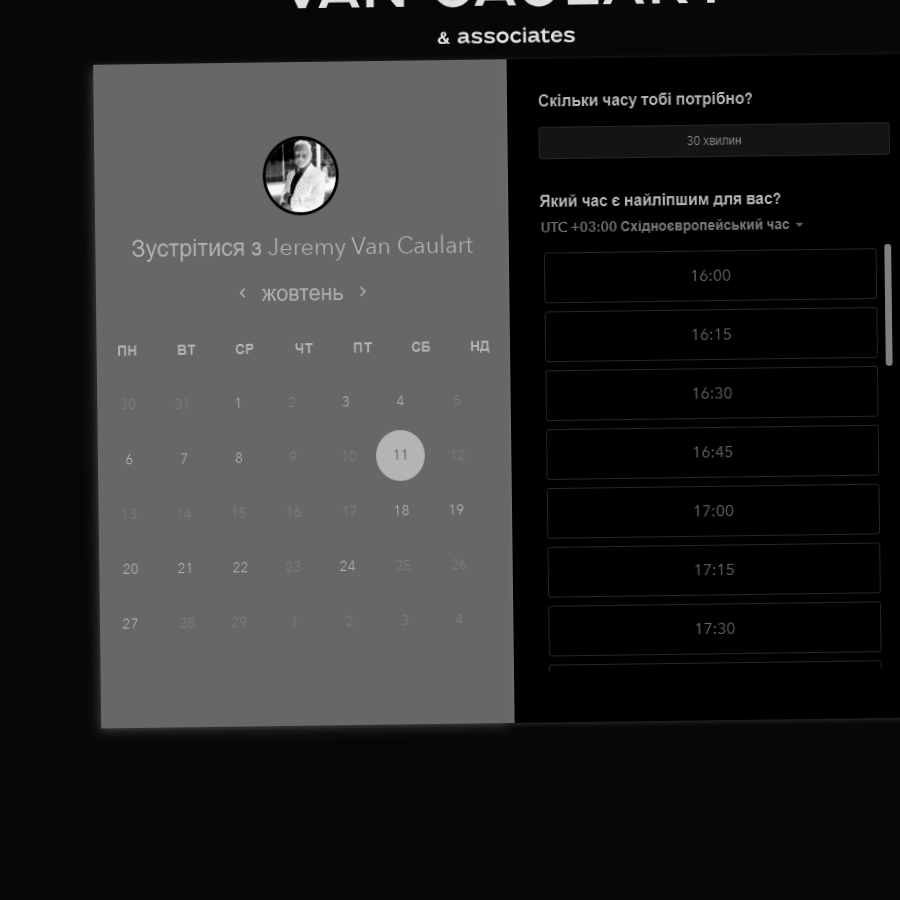 VAN CAULART
& associates
Зустрітися з Jeremy Van Caulart
жовтень
ПН ВТ СР ЧТ ПТ СБ НД
30 31 1 2 3 4 5
6 7 8 9 10 11 12
13 14 15 16 17 18 19
20 21 22 23 24 25 26
27 28 29 1 2 3 4
Скільки часу тобі потрібно?
30 хвилин
Який час є найліпшим для вас?
UTC +03:00 Східноєвропейський час
16:00
16:15
16:30
16:45
17:00
17:15
17:30